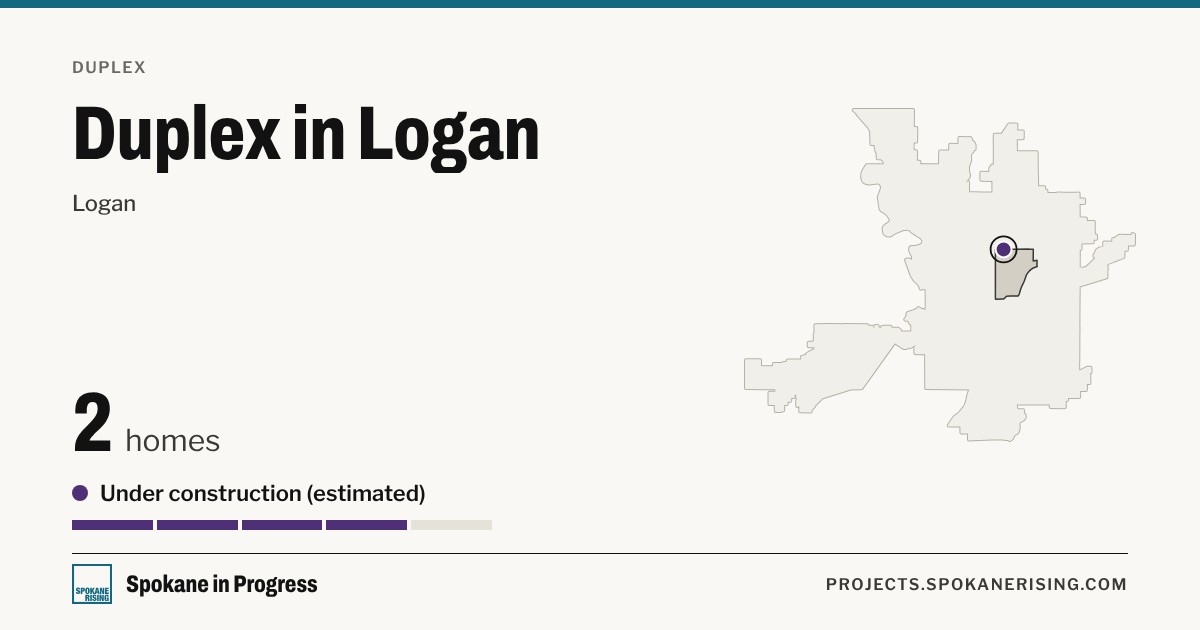 DUPLEX
Duplex in Logan
Logan
2 homes
Under construction (estimated)
SPOKANE
RISING
Spokane in Progress
PROJECTS.SPOKANERISING.COM